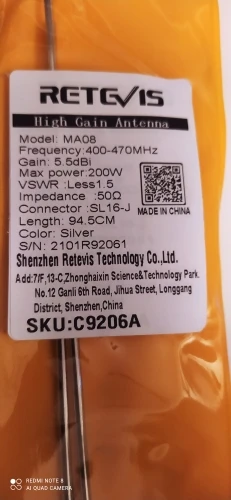 RETEVIS
High Gain Antenna
Model: MA08
Frequency:400-470MHz
Gain: 5.5dBi
Max power:200W
VSWR :Less1.5
Impedance :50Ω
Connector :SL16-J
MADE IN CHINA
Length: 94.5CM
Color: Silver
S/N: 2101R92061
Shenzhen Retevis Technology Co.,Ltd.
Add:7/F,13-C,Zhonghaixin Science&Technology Park.
No.12 Ganli 6th Road, Jihua Street, Longgang
District, Shenzhen,China
SKU:C9206A
REDMI NOTE 8
AI QUAD CAMERA